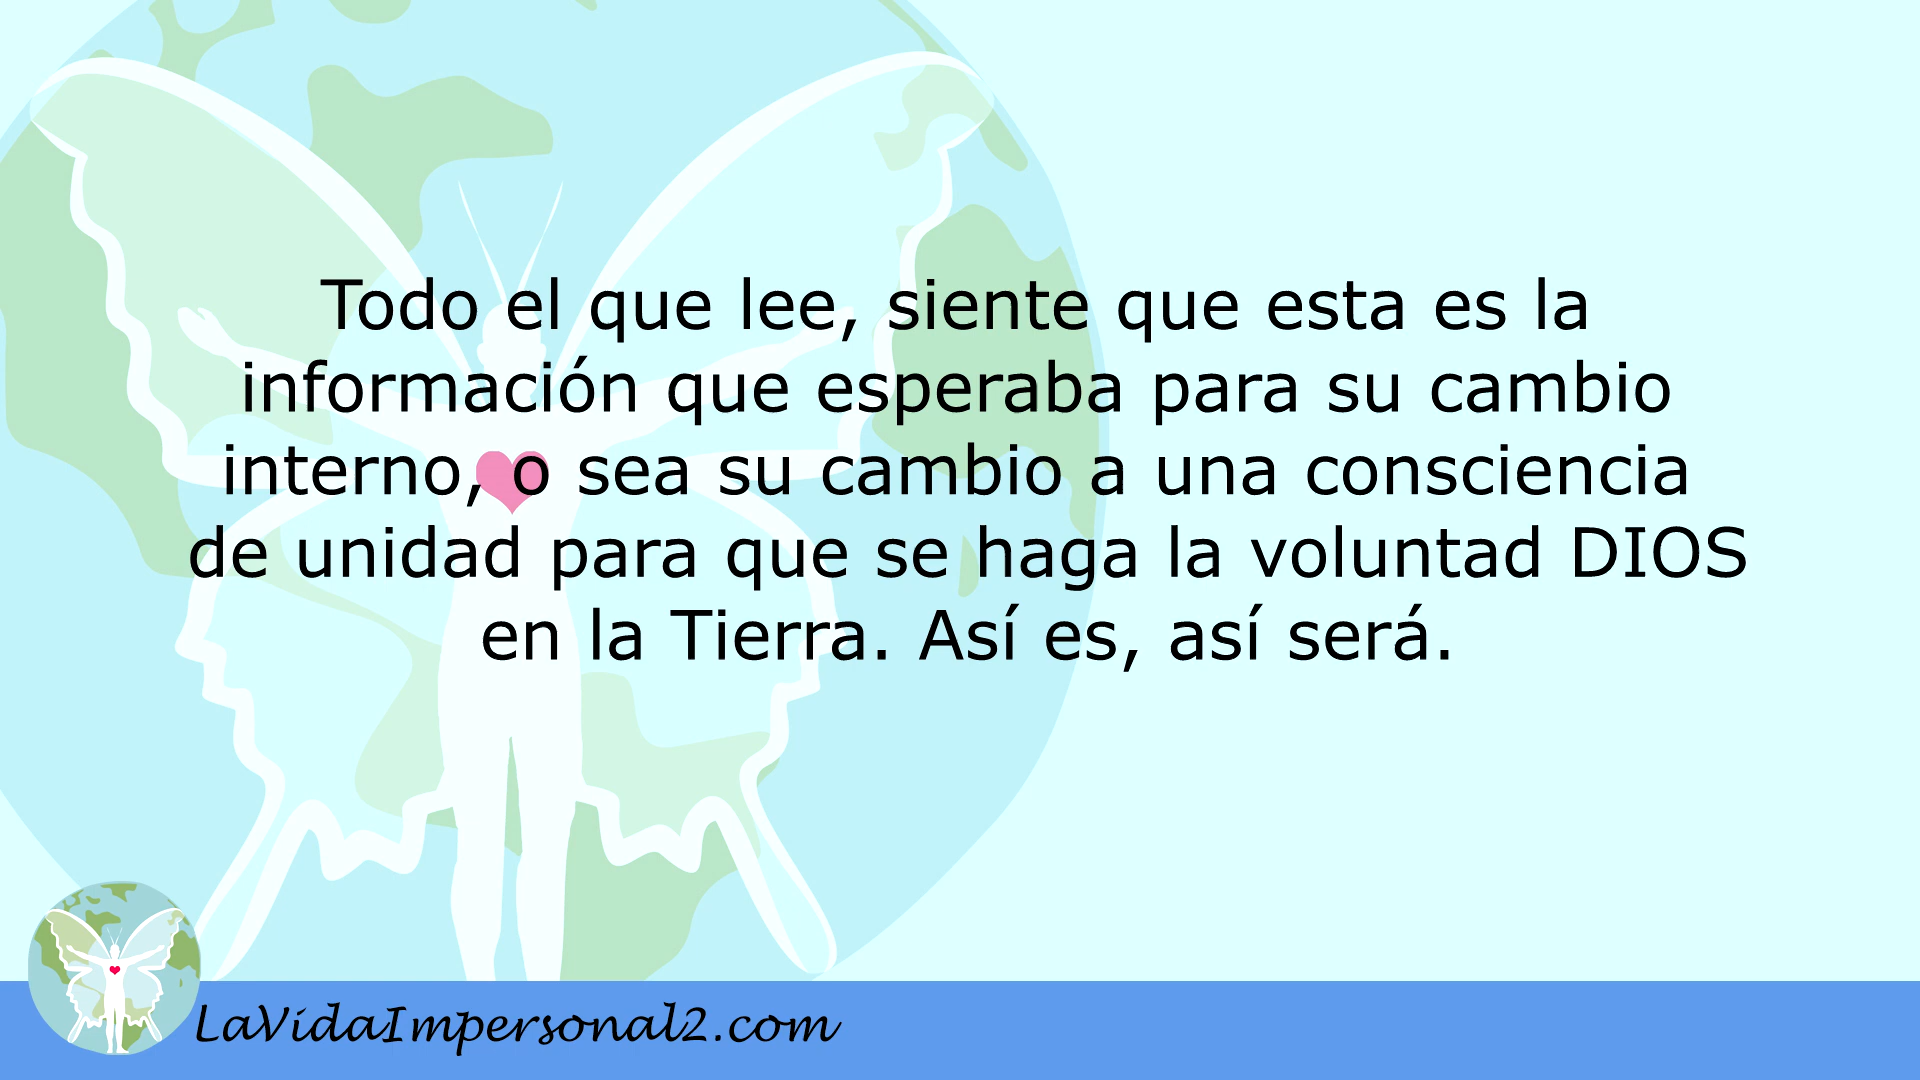 Todo el que lee, siente que esta es la
información que esperaba para su cambio
interno, o sea su cambio a una consciencia
de unidad para que se haga la voluntad DIOS
en la Tierra. Así es, así será.
LaVidaImpersonal2.com